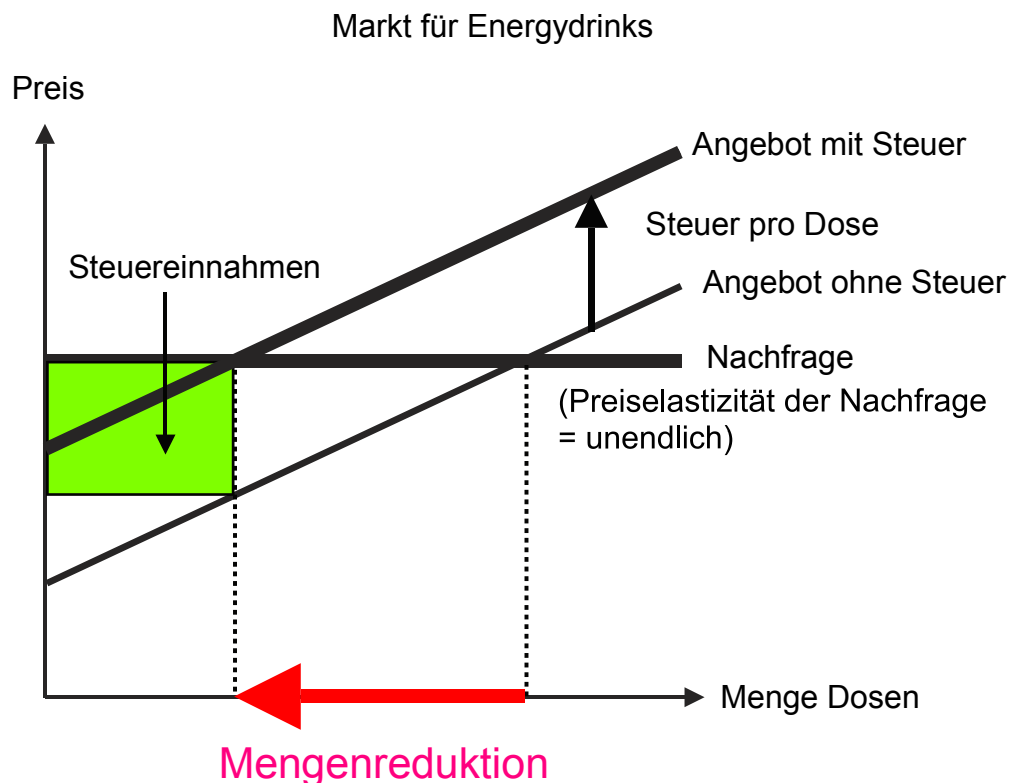 Markt für Energydrinks
Preis
Angebot mit Steuer
Steuer pro Dose
Steuereinnahmen
Angebot ohne Steuer
Nachfrage
(Preiselastizität der Nachfrage
= unendlich)
Menge Dosen
Mengenreduktion